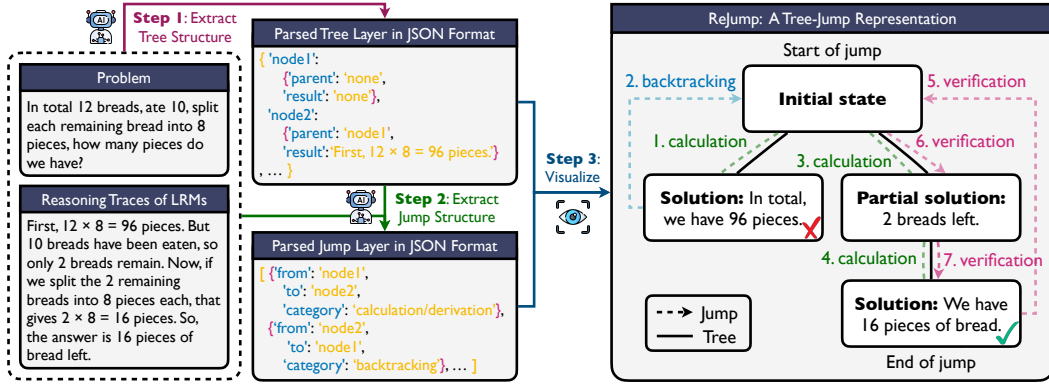 Step 1: Extract
Tree Structure
Problem
In total 12 breads, ate 10, split
each remaining bread into 8
pieces, how many pieces do
we have?
Reasoning Traces of LRMs
First, 12 × 8 = 96 pieces. But
10 breads have been eaten, so
only 2 breads remain. Now, if
we split the 2 remaining
breads into 8 pieces each, that
gives 2 × 8 = 16 pieces. So,
the answer is 16 pieces of
bread left.
Parsed Tree Layer in JSON Format
{ 'node1':
{'parent': 'none',
'result': 'none'},
'node2':
{'parent': 'node1',
'result':'First, 12 × 8 = 96 pieces.'}
, … }
Step 2: Extract
Jump Structure
Parsed Jump Layer in JSON Format
[ {'from': 'node1',
'to': 'node2',
'category': 'calculation/derivation'},
{'from': 'node2',
'to': 'node1',
'category': 'backtracking'}, … ]
Step 3:
Visualize
ReJump: A Tree-Jump Representation
Start of jump
2. backtracking
5. verification
Initial state
1. calculation
6. verification
3. calculation
Solution: In total,
we have 96 pieces.
Partial solution:
2 breads left.
4. calculation
7. verification
Solution: We have
16 pieces of bread.
End of jump
Jump
Tree
AI
AI